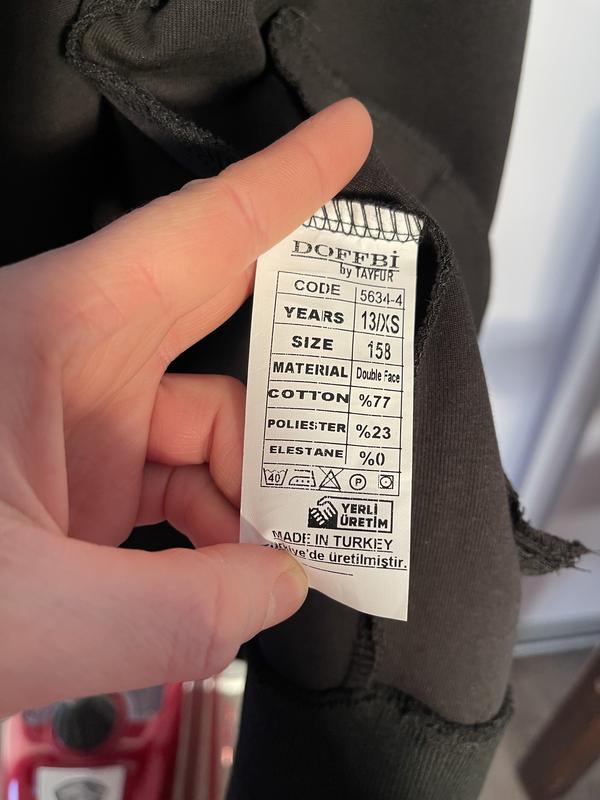 DOFFBİ
by TAYFUR
CODE 5634-4
YEARS 13/XS
SIZE 158
MATERIAL Double Face
COTTON %77
POLIESTER %23
ELESTANE %0
40 P
YERLİ
ÜRETİM
MADE IN TURKEY
Türkiye'de üretilmiştir.